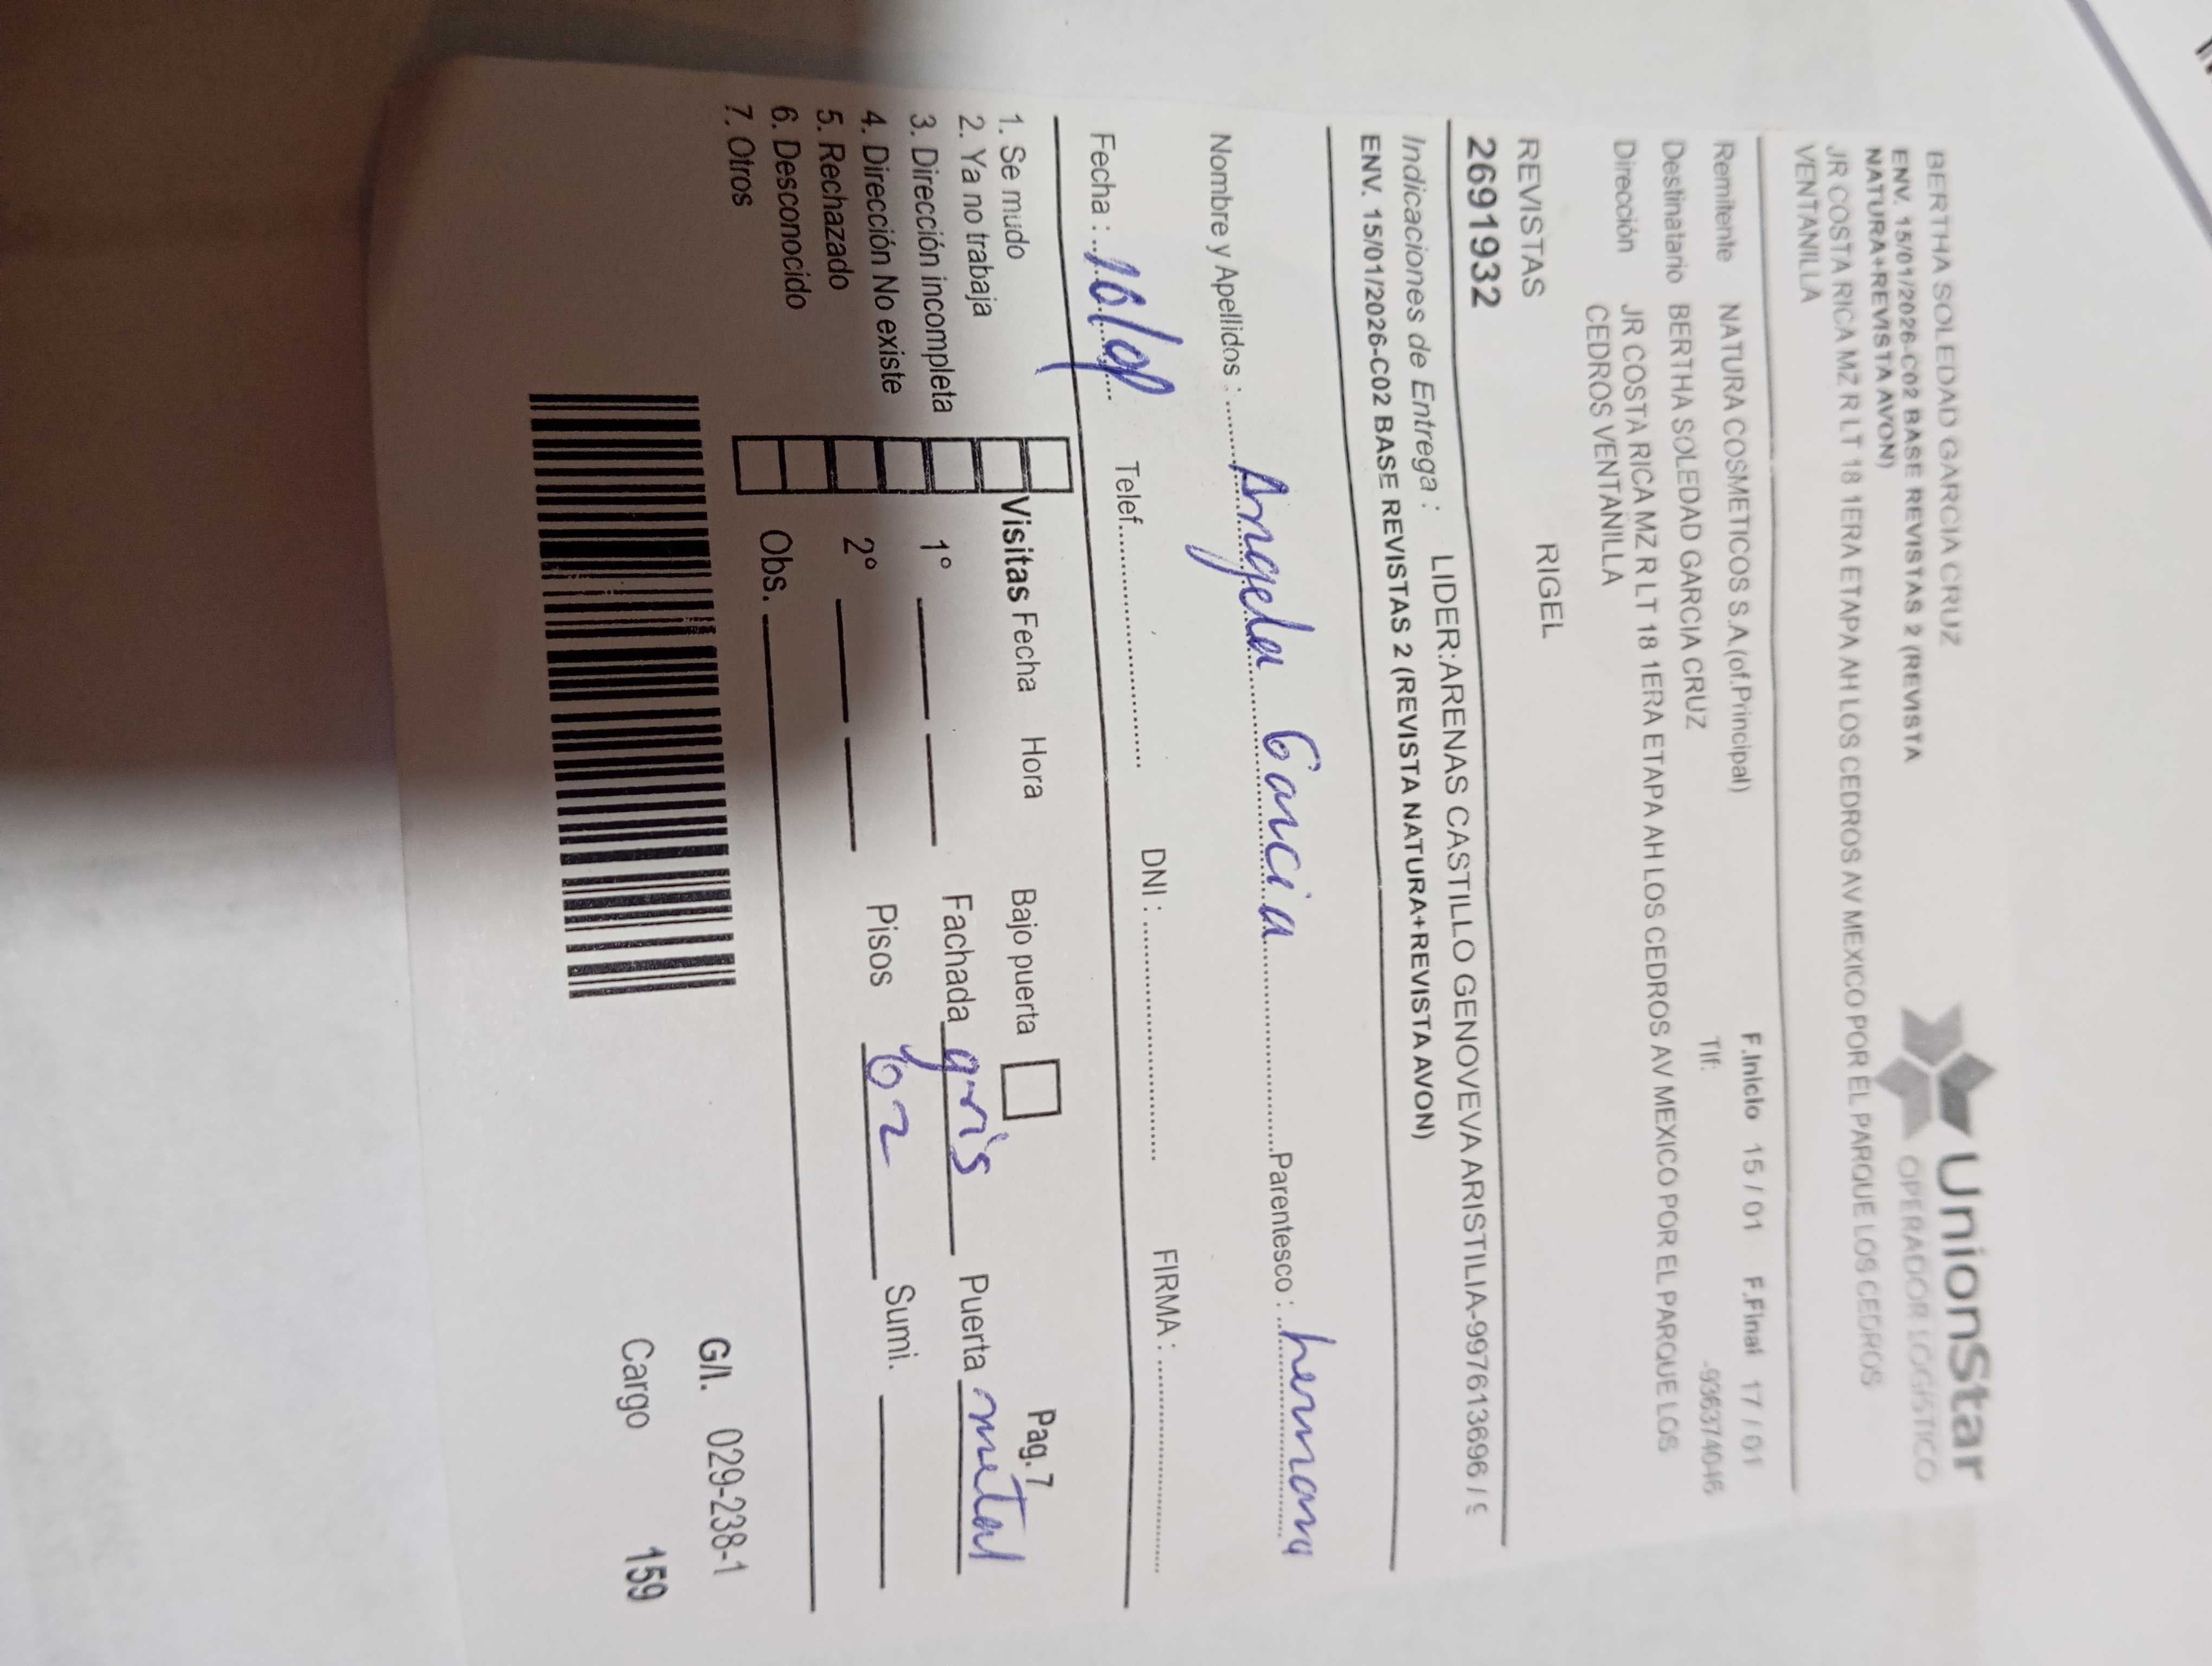 BERTHA SOLEDAD GARCIA CRUZ
ENV. 15/01/2026-C02 BASE REVISTAS 2 (REVISTA
NATURA+REVISTA AVON)
JR COSTA RICA MZ R LT 18 1ERA ETAPA AH LOS CEDROS AV MEXICO POR EL PARQUE LOS CEDROS
VENTANILLA
UnionStar
OPERADOR LOGÍSTICO
Remitente NATURA COSMETICOS S.A.(of.Principal) F.Inicio 15 / 01 F.Final 17 / 01
Destinatario BERTHA SOLEDAD GARCIA CRUZ Tlf: -936374046
Dirección JR COSTA RICA MZ R LT 18 1ERA ETAPA AH LOS CEDROS AV MEXICO POR EL PARQUE LOS
CEDROS VENTANILLA
REVISTAS RIGEL
2691932
Indicaciones de Entrega : LIDER:ARENAS CASTILLO GENOVEVA ARISTILIA-997613696 / 9
ENV. 15/01/2026-C02 BASE REVISTAS 2 (REVISTA NATURA+REVISTA AVON)
Nombre y Apellidos : Angela Garcia Parentesco : hermana
Fecha : Telef. DNI : FIRMA :
Pag. 7
1. Se mudo Visitas Fecha Hora Bajo puerta
2. Ya no trabaja
3. Dirección incompleta 1° Fachada gris Puerta metal
4. Dirección No existe
5. Rechazado 2° Pisos 02 Sumi.
6. Desconocido
7. Otros Obs.
G/I. 029-238-1
Cargo 159